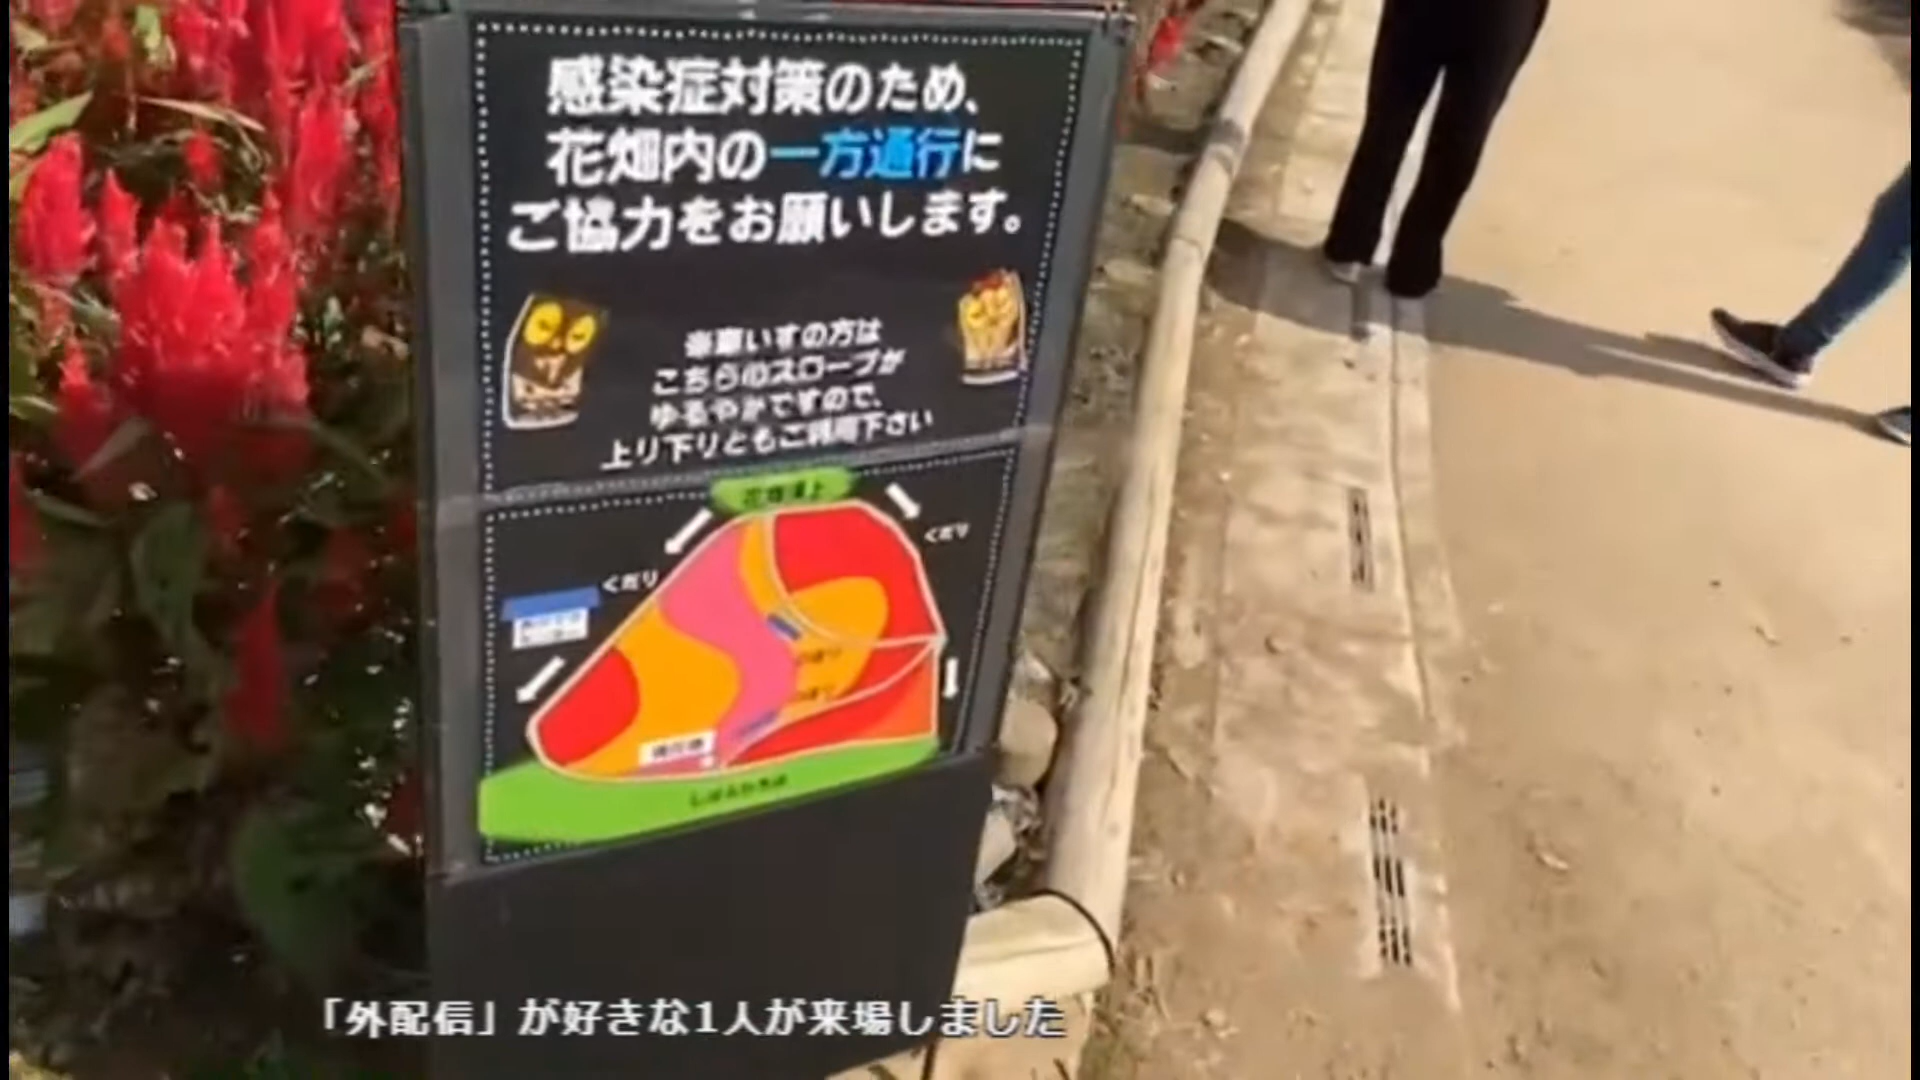 感染症対策のため、
花畑内の一方通行に
ご協力をお願いします。
車いすの方は
こちらのスロープが
ゆるやかですので、
上り下りともご利用下さい
花畑頂上
くだり
くだり
「外配信」が好きな1人が来場しました